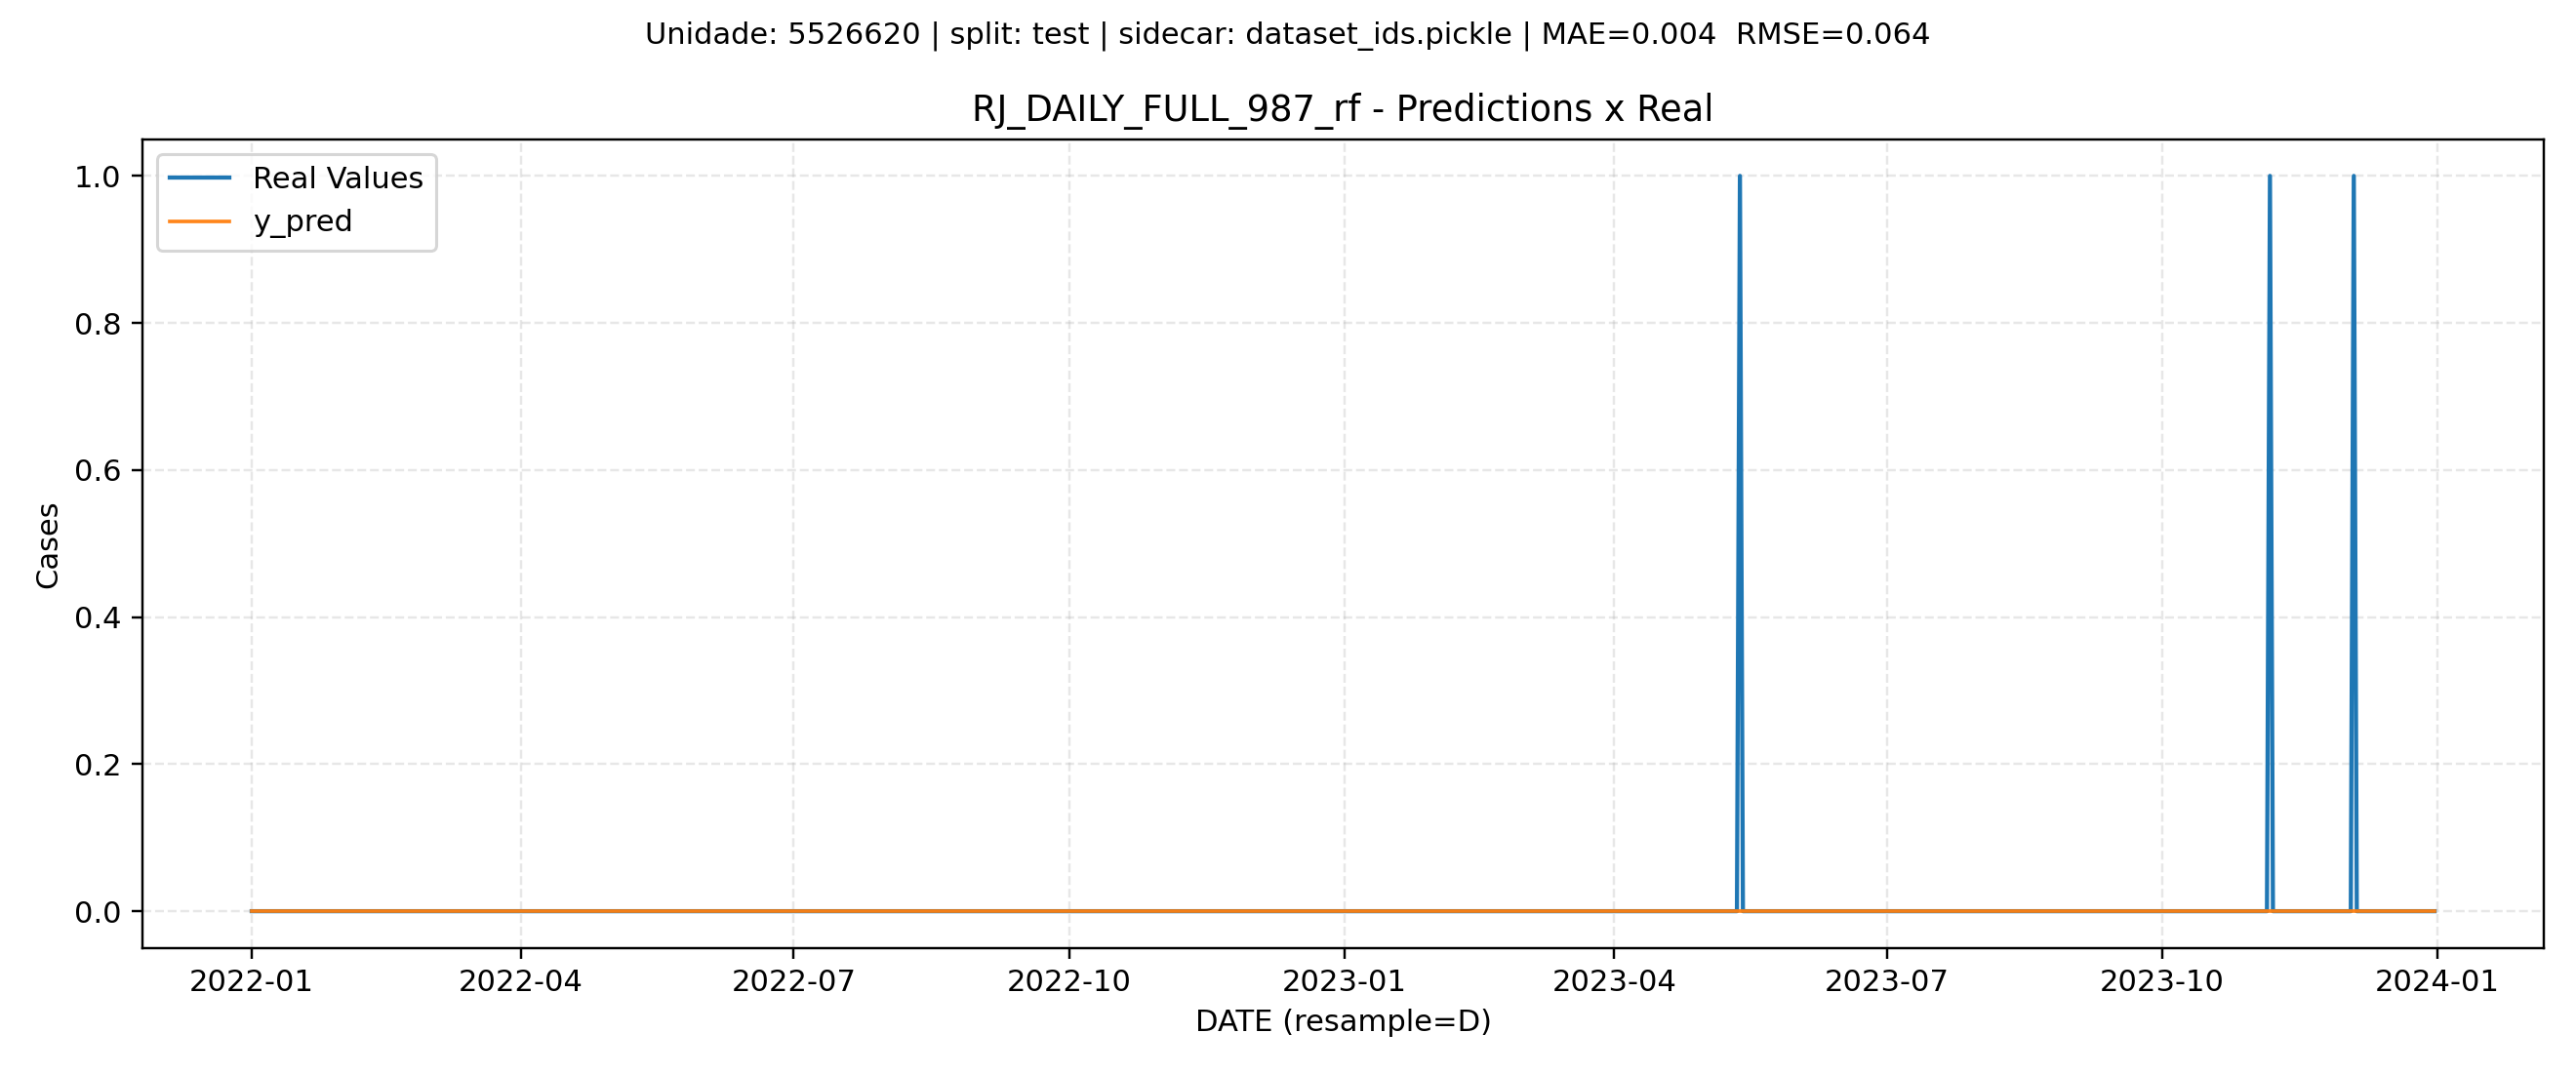 Unidade: 5526620 | split: test | sidecar: dataset_ids.pickle | MAE=0.004  RMSE=0.064
RJ_DAILY_FULL_987_rf - Predictions x Real
Real Values
y_pred
1.0
0.8
0.6
0.4
0.2
0.0
Cases
2022-01 2022-04 2022-07 2022-10 2023-01 2023-04 2023-07 2023-10 2024-01
DATE (resample=D)